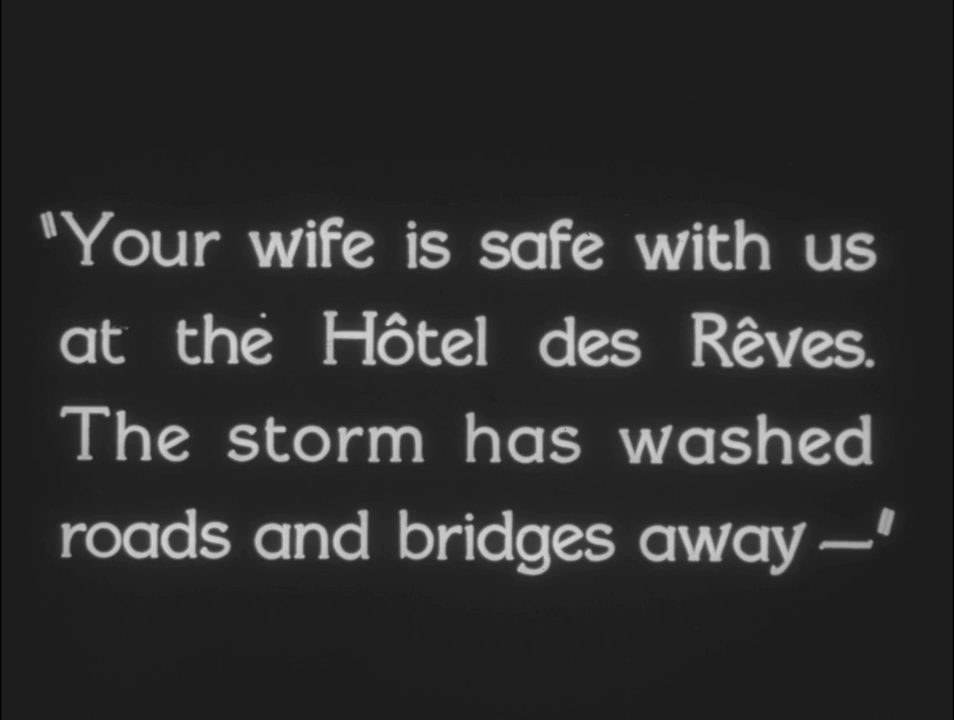 "Your wife is safe with us
at the Hôtel des Rêves.
The storm has washed
roads and bridges away—"